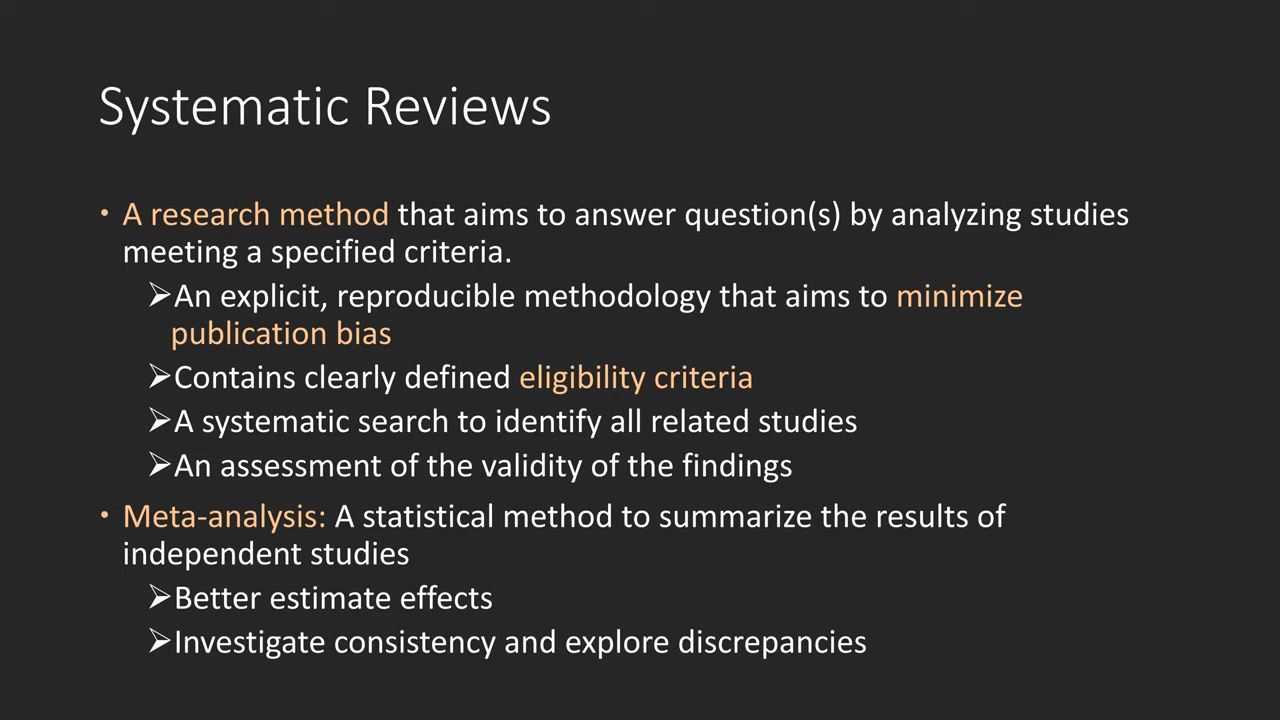 Systematic Reviews
• A research method that aims to answer question(s) by analyzing studies
meeting a specified criteria.
➢An explicit, reproducible methodology that aims to minimize
publication bias
➢Contains clearly defined eligibility criteria
➢A systematic search to identify all related studies
➢An assessment of the validity of the findings
• Meta-analysis: A statistical method to summarize the results of
independent studies
➢Better estimate effects
➢Investigate consistency and explore discrepancies